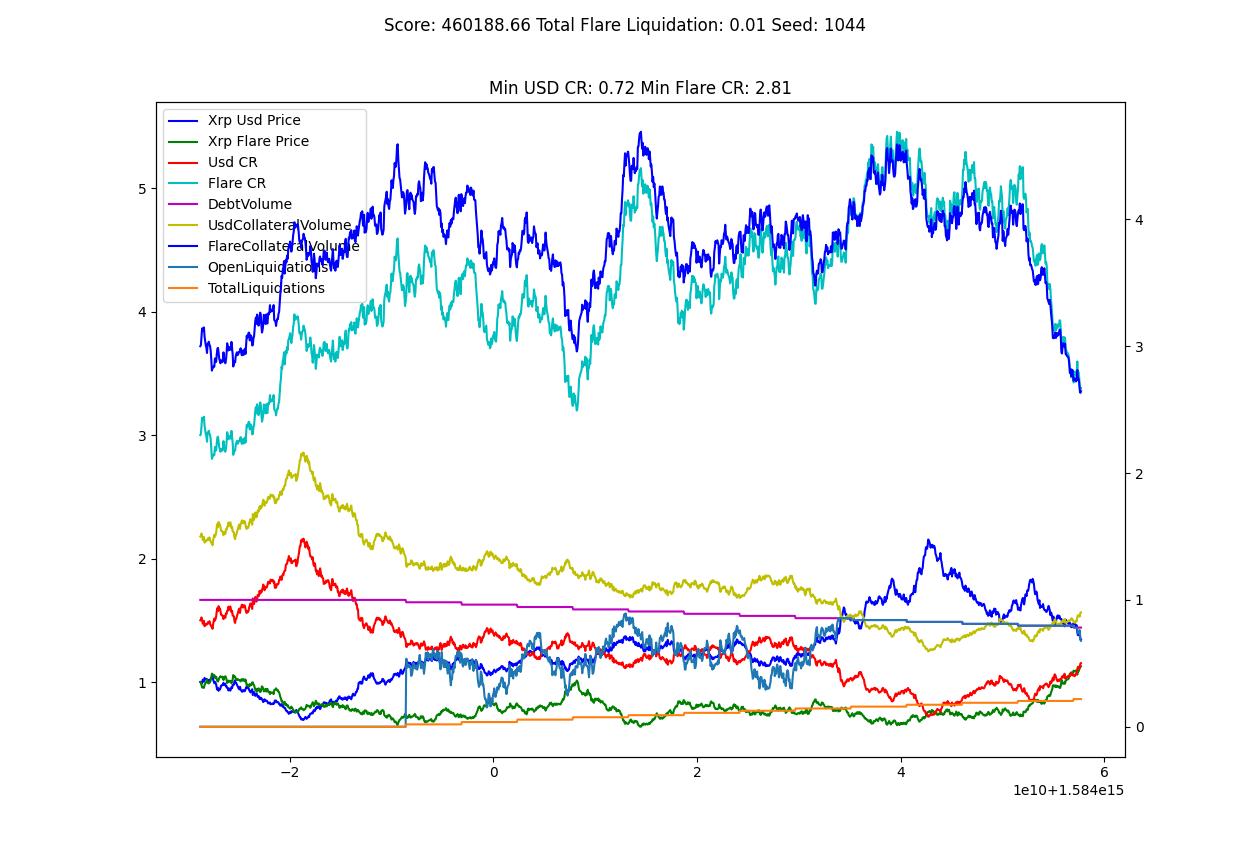 Score: 460188.66 Total Flare Liquidation: 0.01 Seed: 1044
Min USD CR: 0.72 Min Flare CR: 2.81
Xrp Usd Price
Xrp Flare Price
Usd CR
Flare CR
DebtVolume
UsdCollateralVolume
FlareCollateralVolume
OpenLiquidations
TotalLiquidations
5
4
3
2
1
4
3
2
1
0
−2
0
2
4
6
1e10+1.584e15